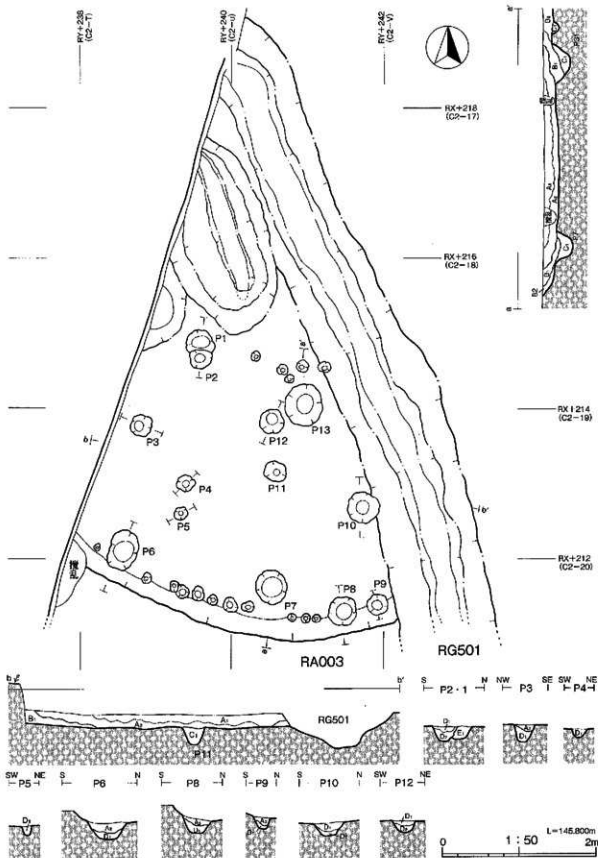 RY+238
(C2-T)
RY+240
(C2-U)
RY+242
(C2-V)
RX+218
(C2-17)
RX+216
(C2-18)
RX+214
(C2-19)
RX+212
(C2-20)
P1
P2
P3
P4
P5
P6
P7
P8
P9
P10
P11
P12
P13
a'
b
b'
a
撹乱
RA003
RG501
a'
a
b
b'
RG501
P11
S P2・1 N
NW P3 SE
SW P4 NE
SW P5 NE
S P6 N
S P8 N
S P9 N
S P10 N
SW P12 NE
L=145.800m
0 1:50 2m